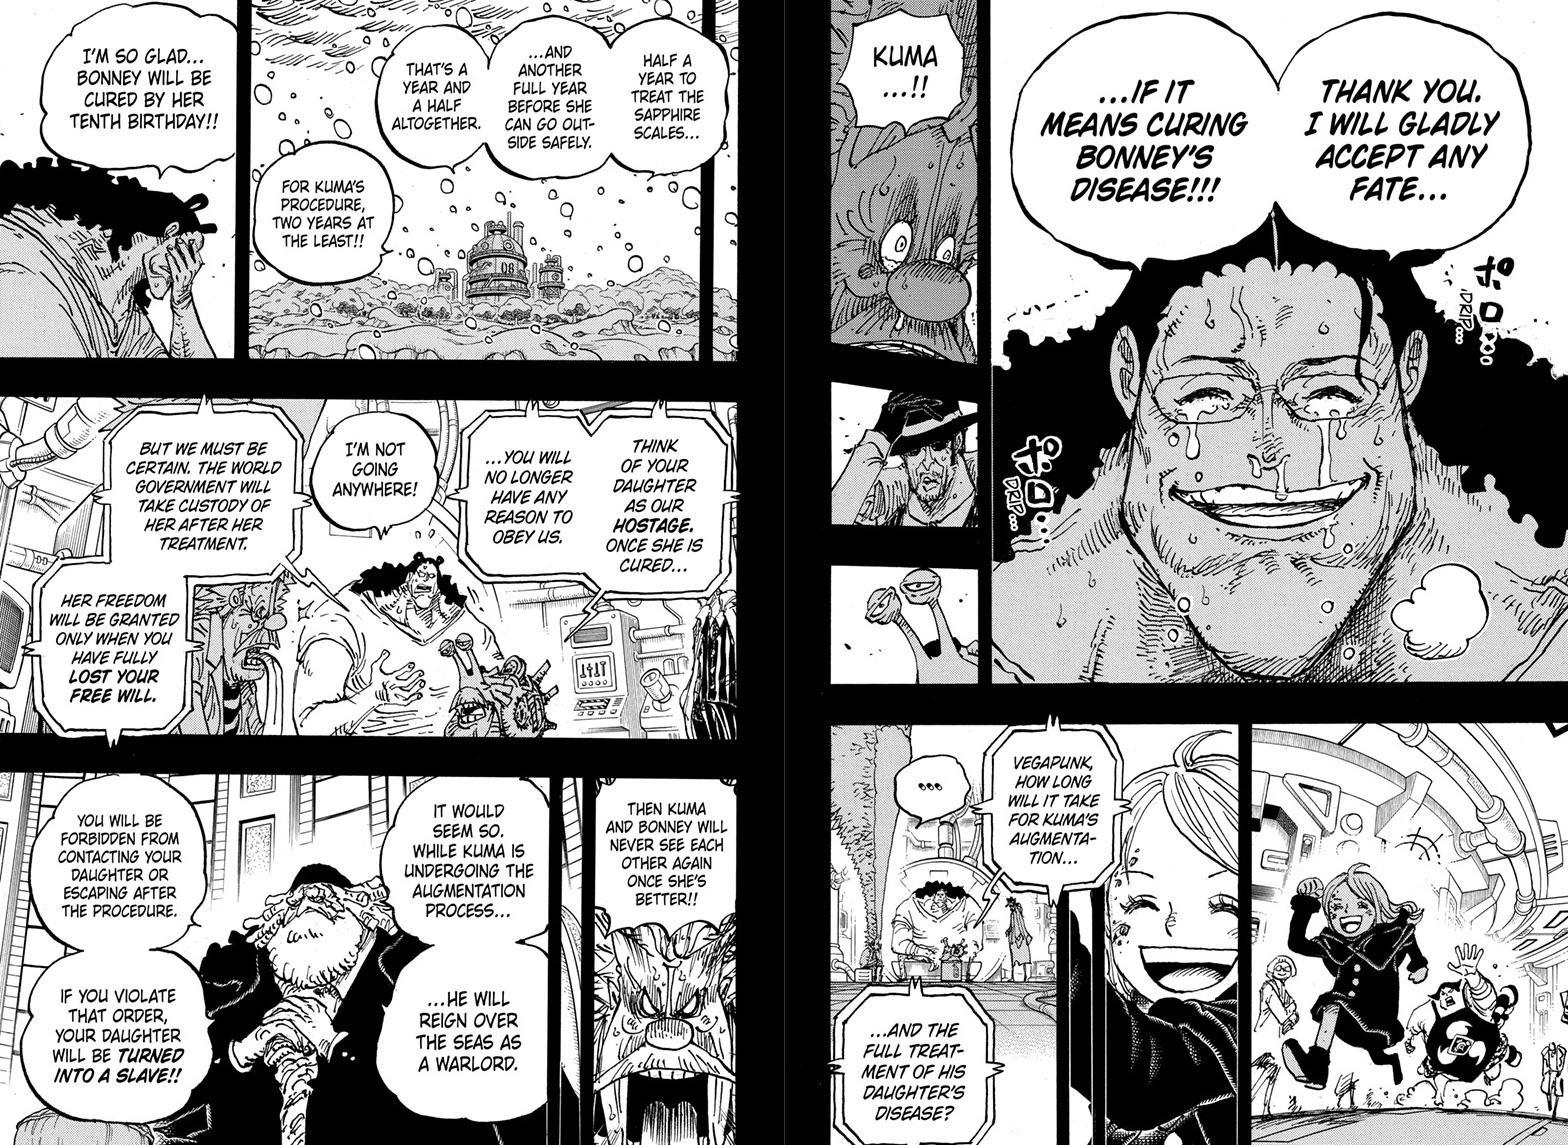 THANK YOU.
I WILL GLADLY
ACCEPT ANY
FATE...
...IF IT
MEANS CURING
BONNEY'S
DISEASE!!!
ポロ...
DRIP...
ポロ...
DRIP...
KUMA
...!!
VEGAPUNK,
HOW LONG
WILL IT TAKE
FOR KUMA'S
AUGMENTA-
TION...
...
...AND THE
FULL TREAT-
MENT OF HIS
DAUGHTER'S
DISEASE?
HALF A
YEAR TO
TREAT THE
SAPPHIRE
SCALES...
...AND
ANOTHER
FULL YEAR
BEFORE SHE
CAN GO OUT-
SIDE SAFELY.
THAT'S A
YEAR AND
A HALF
ALTOGETHER.
FOR KUMA'S
PROCEDURE,
TWO YEARS AT
THE LEAST!!
08
I'M SO GLAD...
BONNEY WILL BE
CURED BY HER
TENTH BIRTHDAY!!
THINK
OF YOUR
DAUGHTER
AS OUR
HOSTAGE.
ONCE SHE IS
CURED...
...YOU WILL
NO LONGER
HAVE ANY
REASON TO
OBEY US.
I'M NOT
GOING
ANYWHERE!
BUT WE MUST BE
CERTAIN. THE WORLD
GOVERNMENT WILL
TAKE CUSTODY OF
HER AFTER HER
TREATMENT.
HER FREEDOM
WILL BE GRANTED
ONLY WHEN YOU
HAVE FULLY
LOST YOUR
FREE WILL.
THEN KUMA
AND BONNEY WILL
NEVER SEE EACH
OTHER AGAIN
ONCE SHE'S
BETTER!!
IT WOULD
SEEM SO.
WHILE KUMA IS
UNDERGOING THE
AUGMENTATION
PROCESS...
...HE WILL
REIGN OVER
THE SEAS AS
A WARLORD.
YOU WILL BE
FORBIDDEN FROM
CONTACTING YOUR
DAUGHTER OR
ESCAPING AFTER
THE PROCEDURE.
IF YOU VIOLATE
THAT ORDER,
YOUR DAUGHTER
WILL BE TURNED
INTO A SLAVE!!